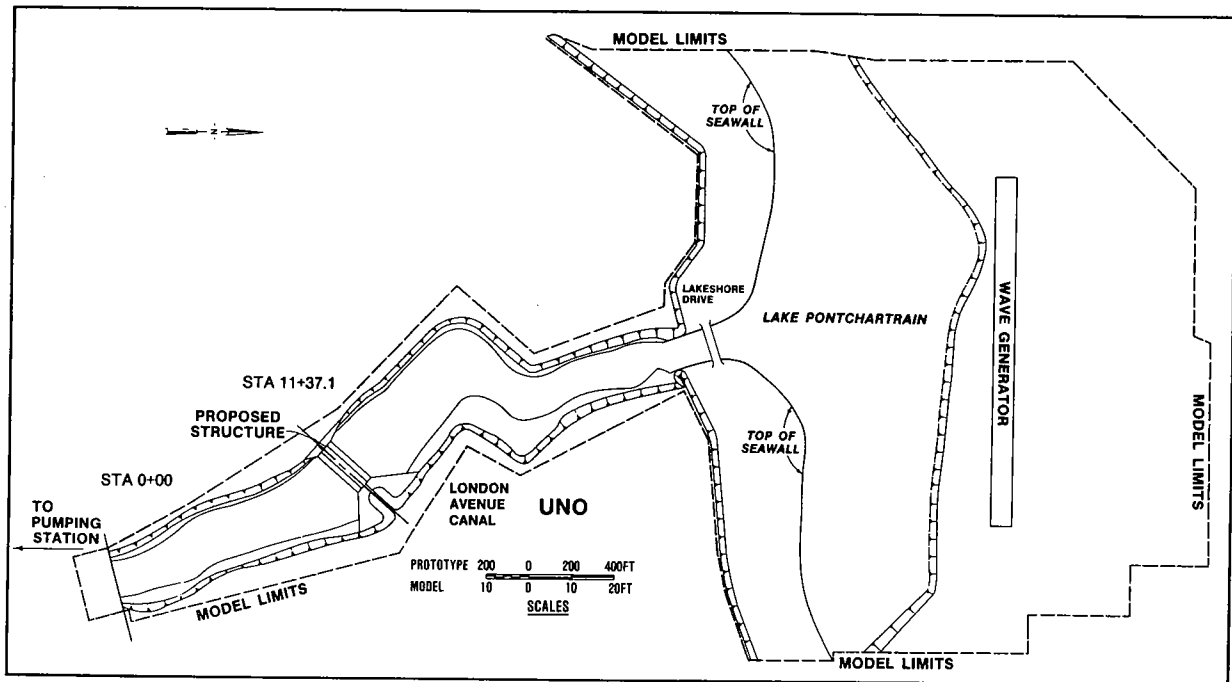 MODEL LIMITS
TOP OF
SEAWALL
N
LAKESHORE
DRIVE
LAKE PONTCHARTRAIN
WAVE GENERATOR
MODEL LIMITS
STA 11+37.1
PROPOSED
STRUCTURE
STA 0+00
TO
PUMPING
STATION
LONDON
AVENUE
CANAL
UNO
TOP OF
SEAWALL
PROTOTYPE 200 0 200 400FT
MODEL 10 0 10 20FT
SCALES
MODEL LIMITS
MODEL LIMITS